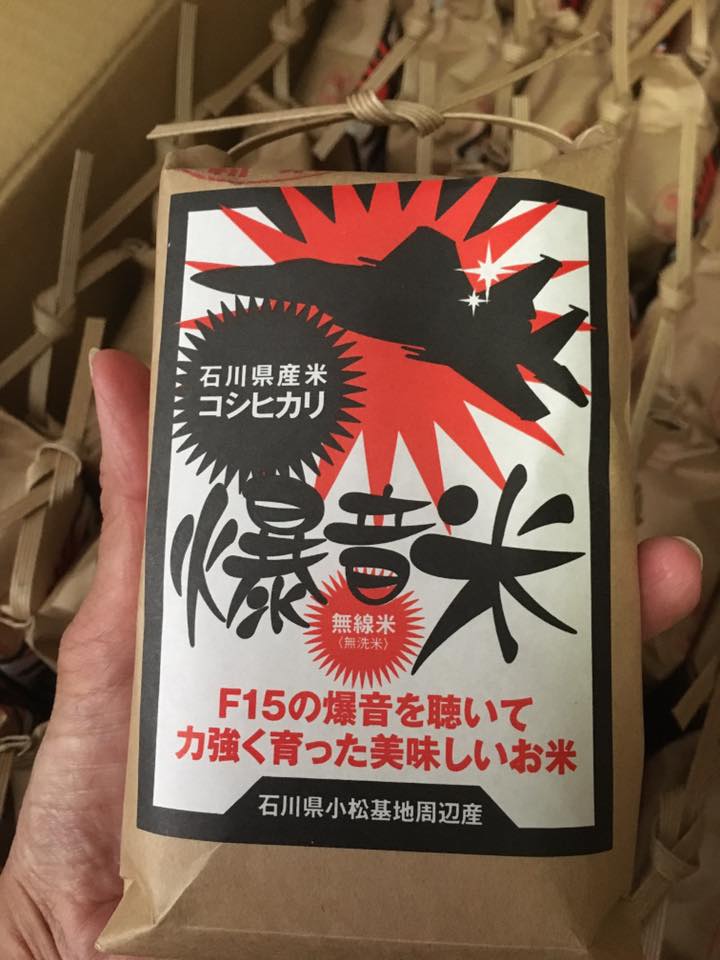 石川県産米
コシヒカリ
爆音米
無線米
〈無洗米〉
F15の爆音を聴いて
力強く育った美味しいお米
石川県小松基地周辺産